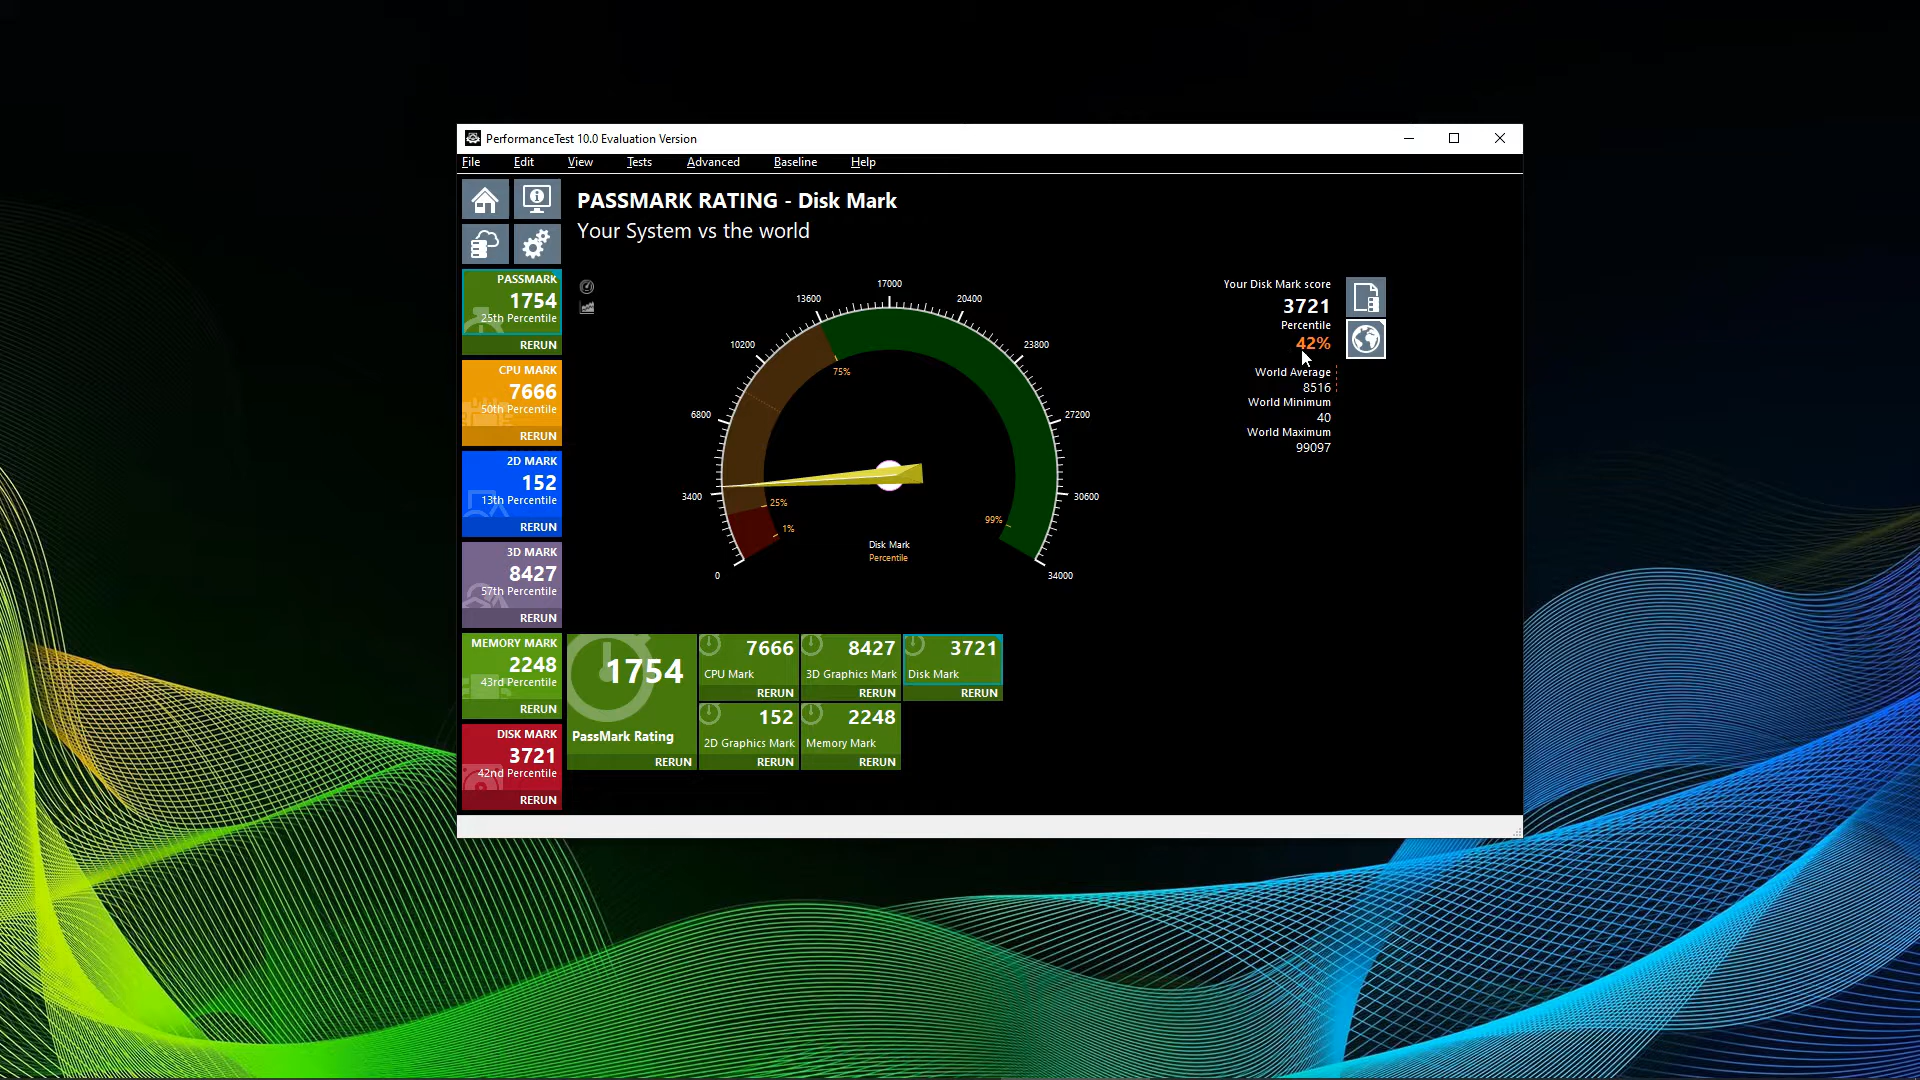 PerformanceTest 10.0 Evaluation Version
File Edit View Tests Advanced Baseline Help
PASSMARK RATING - Disk Mark
Your System vs the world
PASSMARK
1754
25th Percentile
RERUN
CPU MARK
7666
50th Percentile
RERUN
2D MARK
152
13th Percentile
RERUN
3D MARK
8427
57th Percentile
RERUN
MEMORY MARK
2248
43rd Percentile
RERUN
DISK MARK
3721
42nd Percentile
RERUN
0
3400
6800
10200
13600
17000
20400
23800
27200
30600
34000
1%
25%
75%
99%
Disk Mark
Percentile
Your Disk Mark score
3721
Percentile
42%
World Average
8516
World Minimum
40
World Maximum
99097
1754
PassMark Rating
RERUN
7666
CPU Mark
RERUN
8427
3D Graphics Mark
RERUN
3721
Disk Mark
RERUN
152
2D Graphics Mark
RERUN
2248
Memory Mark
RERUN